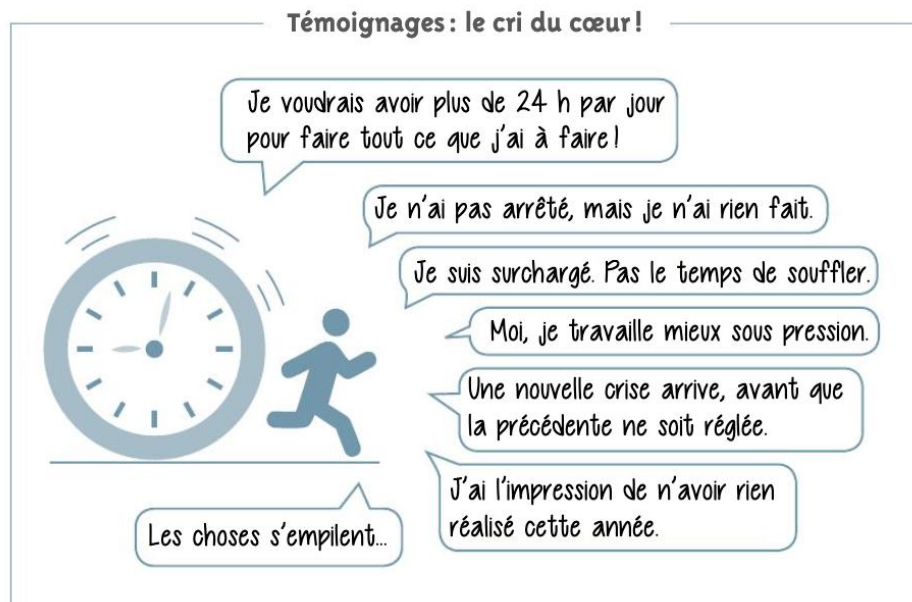 Témoignages : le cri du cœur !
Je voudrais avoir plus de 24 h par jour
pour faire tout ce que j'ai à faire !
Je n'ai pas arrêté, mais je n'ai rien fait.
Je suis surchargé. Pas le temps de souffler.
Moi, je travaille mieux sous pression.
Une nouvelle crise arrive, avant que
la précédente ne soit réglée.
J'ai l'impression de n'avoir rien
réalisé cette année.
Les choses s'empilent...